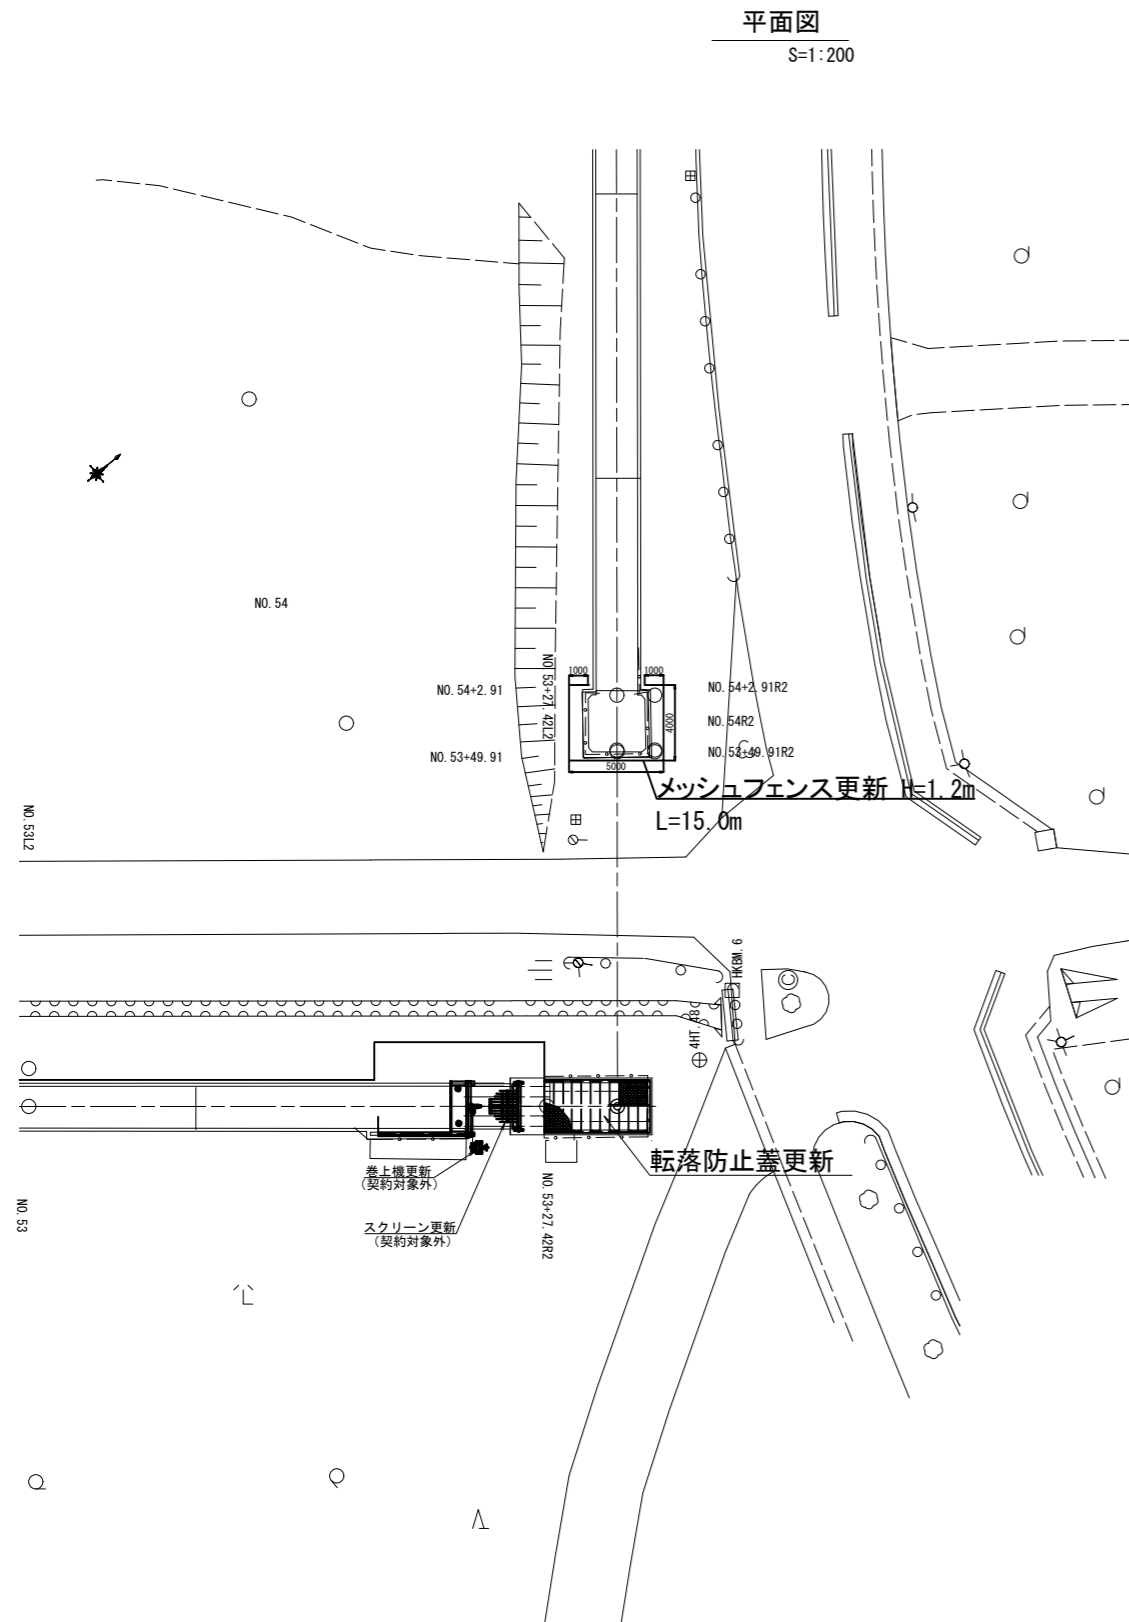 平面図
S=1:200
NO.54
NO.53+27.42L2
1000
1000
NO.54+2.91
NO.54+2.91R2
4000
NO.54R2
NO.53+49.91
NO.53+49.91R2
5000
メッシュフェンス更新 H=1.2m
L=15.0m
NO.53L2
HKBM.6
4HT.48
転落防止蓋更新
巻上機更新
(契約対象外)
NO.53
NO.53+27.42R2
スクリーン更新
(契約対象外)